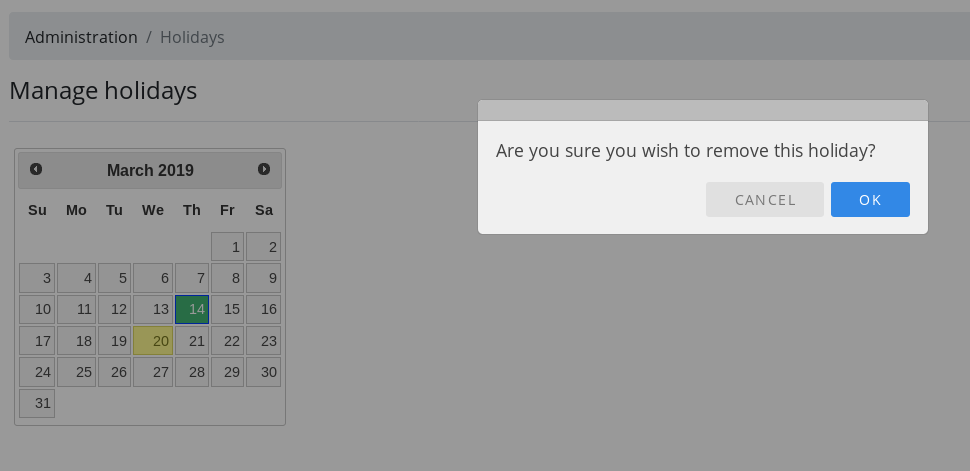 Administration / Holidays
Manage holidays
Are you sure you wish to remove this holiday?
CANCEL OK
March 2019
Su Mo Tu We Th Fr Sa
1 2
3 4 5 6 7 8 9
10 11 12 13 14 15 16
17 18 19 20 21 22 23
24 25 26 27 28 29 30
31